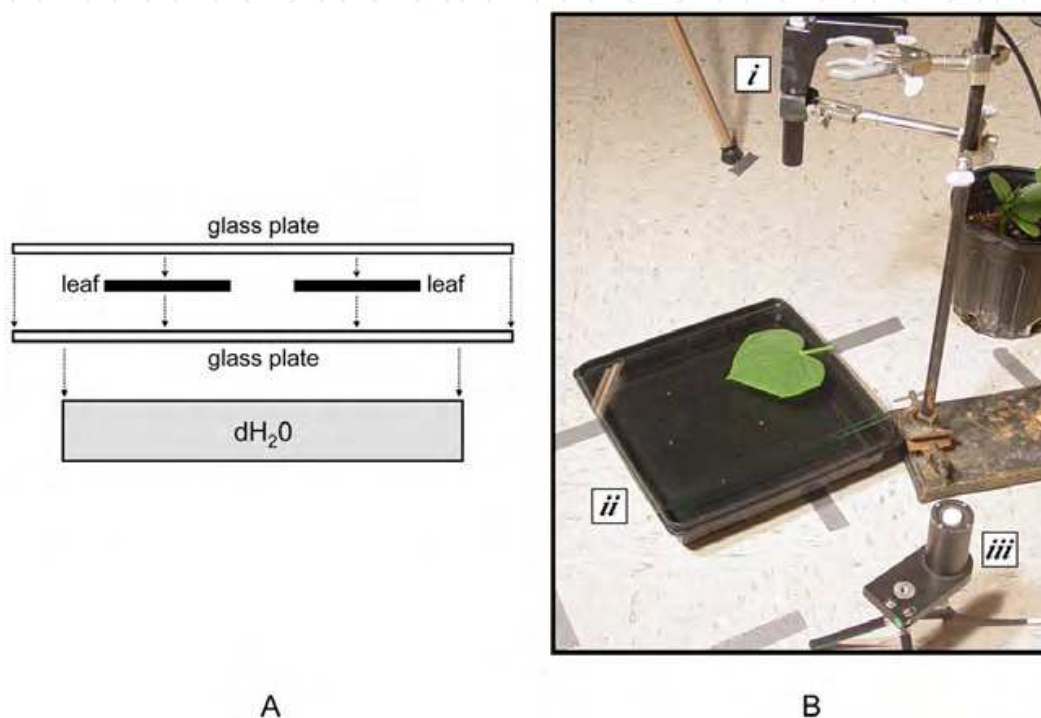 glass plate
leaf
leaf
glass plate
dH₂0
i
ii
iii
A
B